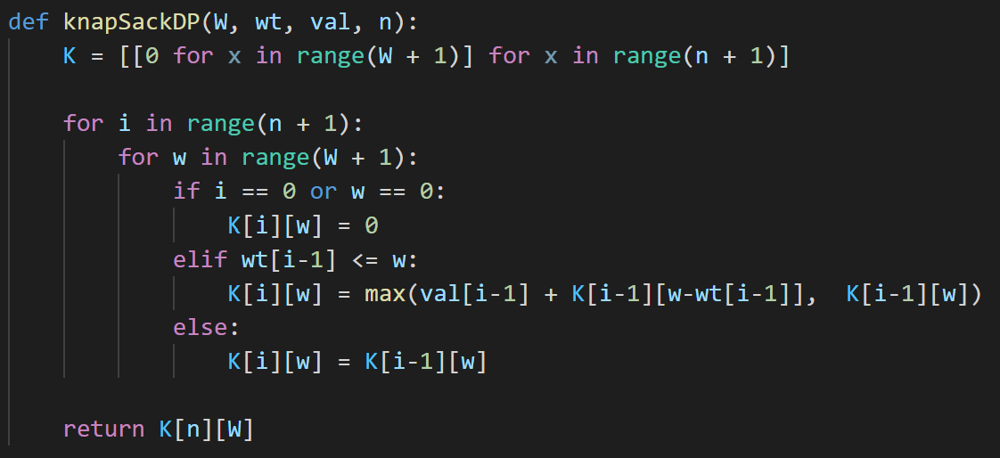 def knapSackDP(W, wt, val, n):
    K = [[0 for x in range(W + 1)] for x in range(n + 1)]
    for i in range(n + 1):
        for w in range(W + 1):
            if i == 0 or w == 0:
                K[i][w] = 0
            elif wt[i-1] <= w:
                K[i][w] = max(val[i-1] + K[i-1][w-wt[i-1]],  K[i-1][w])
            else:
                K[i][w] = K[i-1][w]
    return K[n][W]